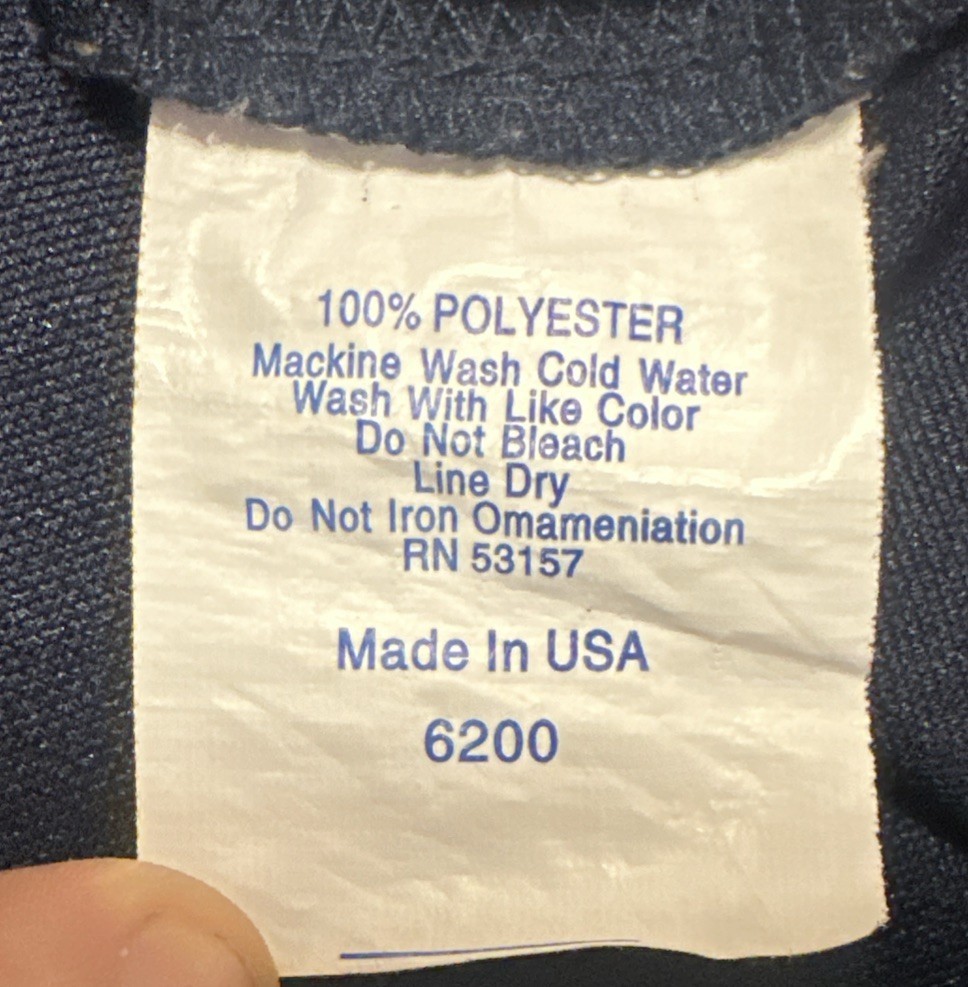 100% POLYESTER
Mackine Wash Cold Water
Wash With Like Color
Do Not Bleach
Line Dry
Do Not Iron Omameniation
RN 53157
Made In USA
6200